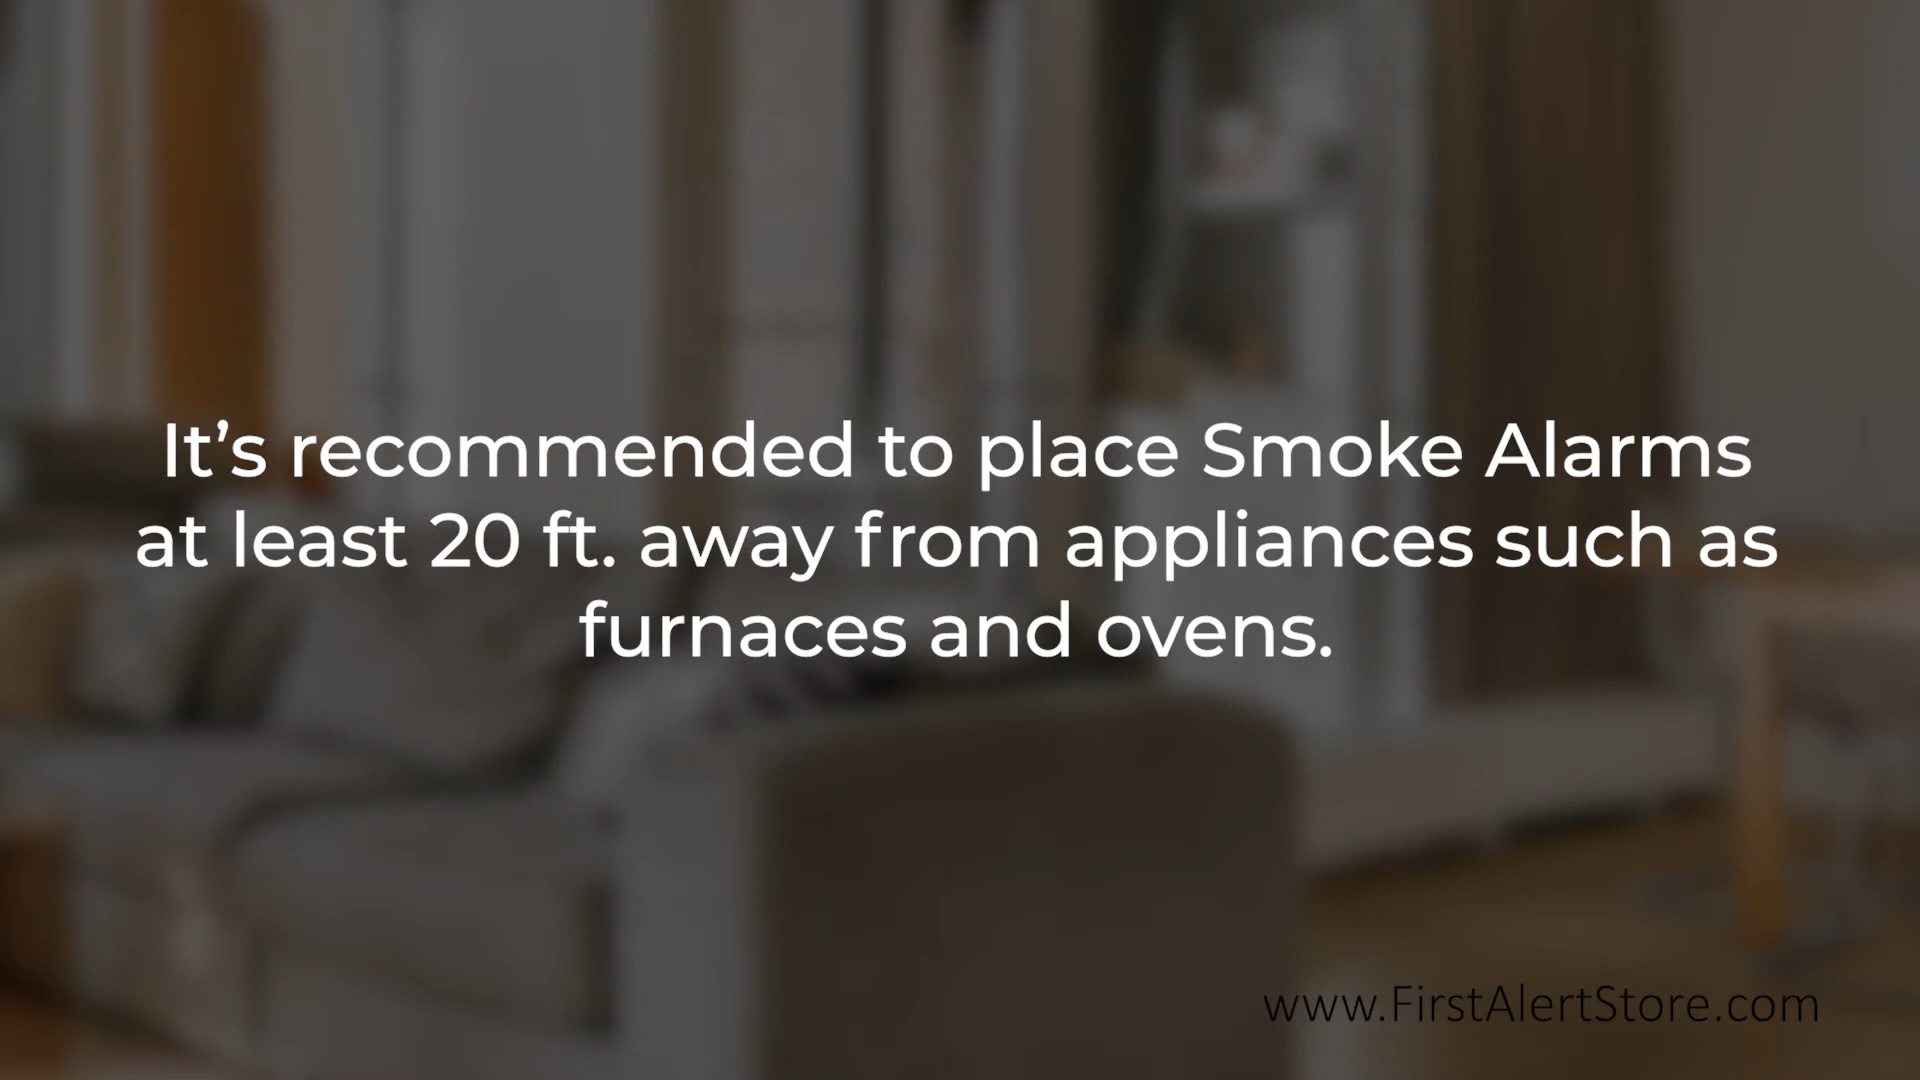 It’s recommended to place Smoke Alarms
at least 20 ft. away from appliances such as
furnaces and ovens.
www.FirstAlertStore.com